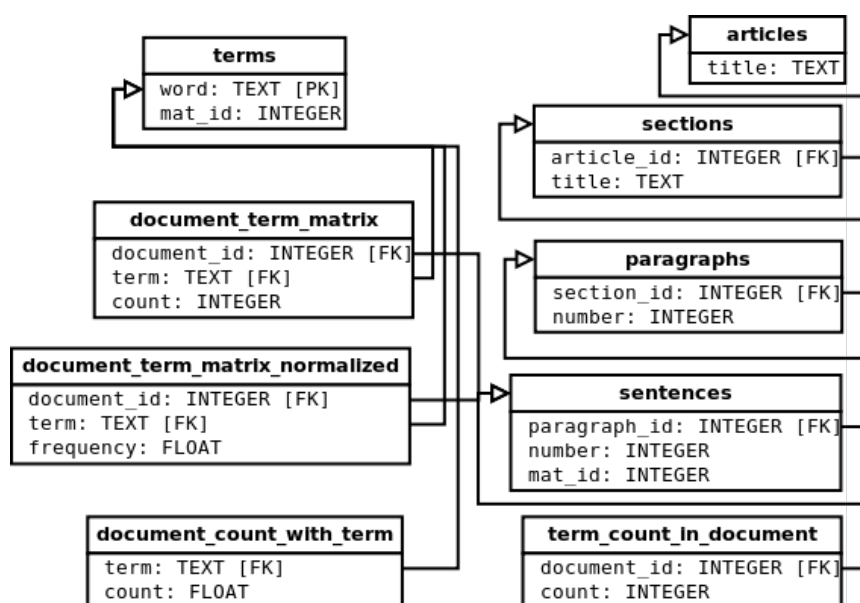 terms
word: TEXT [PK]
mat_id: INTEGER
document_term_matrix
document_id: INTEGER [FK]
term: TEXT [FK]
count: INTEGER
document_term_matrix_normalized
document_id: INTEGER [FK]
term: TEXT [FK]
frequency: FLOAT
document_count_with_term
term: TEXT [FK]
count: FLOAT
articles
title: TEXT
sections
article_id: INTEGER [FK]
title: TEXT
paragraphs
section_id: INTEGER [FK]
number: INTEGER
sentences
paragraph_id: INTEGER [FK]
number: INTEGER
mat_id: INTEGER
term_count_in_document
document_id: INTEGER [FK]
count: INTEGER